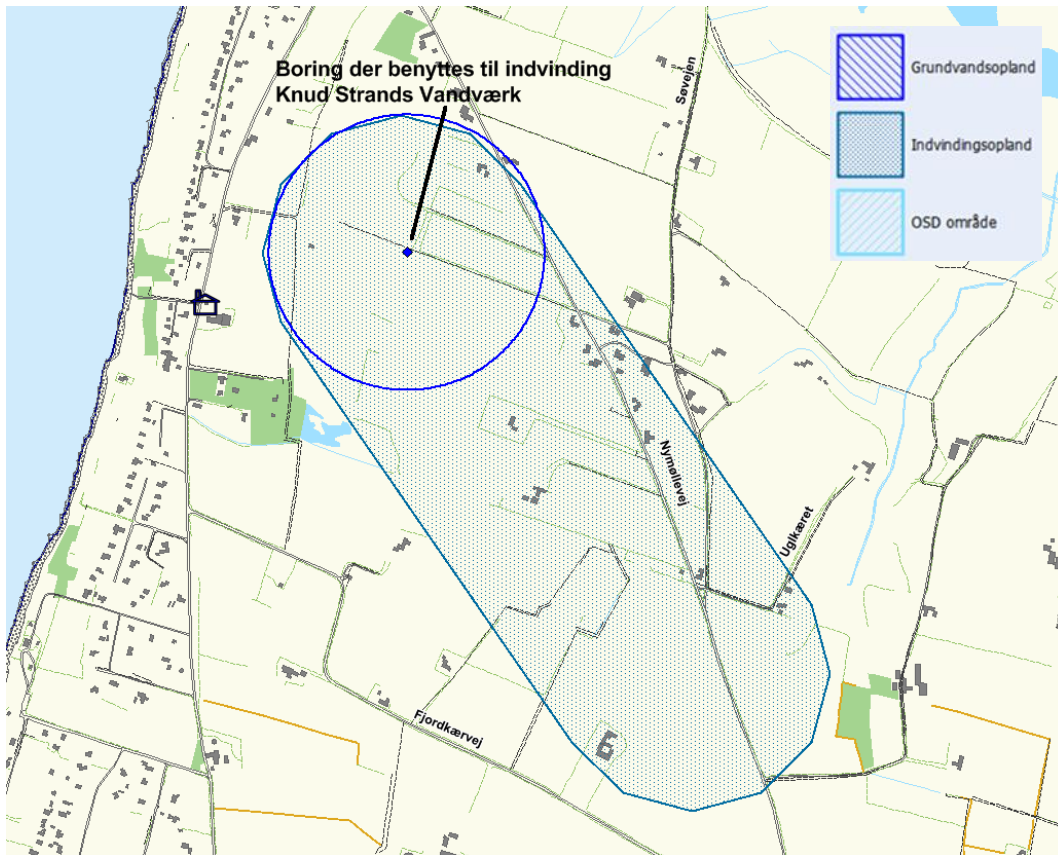 Boring der benyttes til indvinding
Knud Strands Vandværk
Søvejen
Grundvandsopland
Indvindingsopland
OSD område
Nymøllevej
Uglkæret
Fjordkærvej